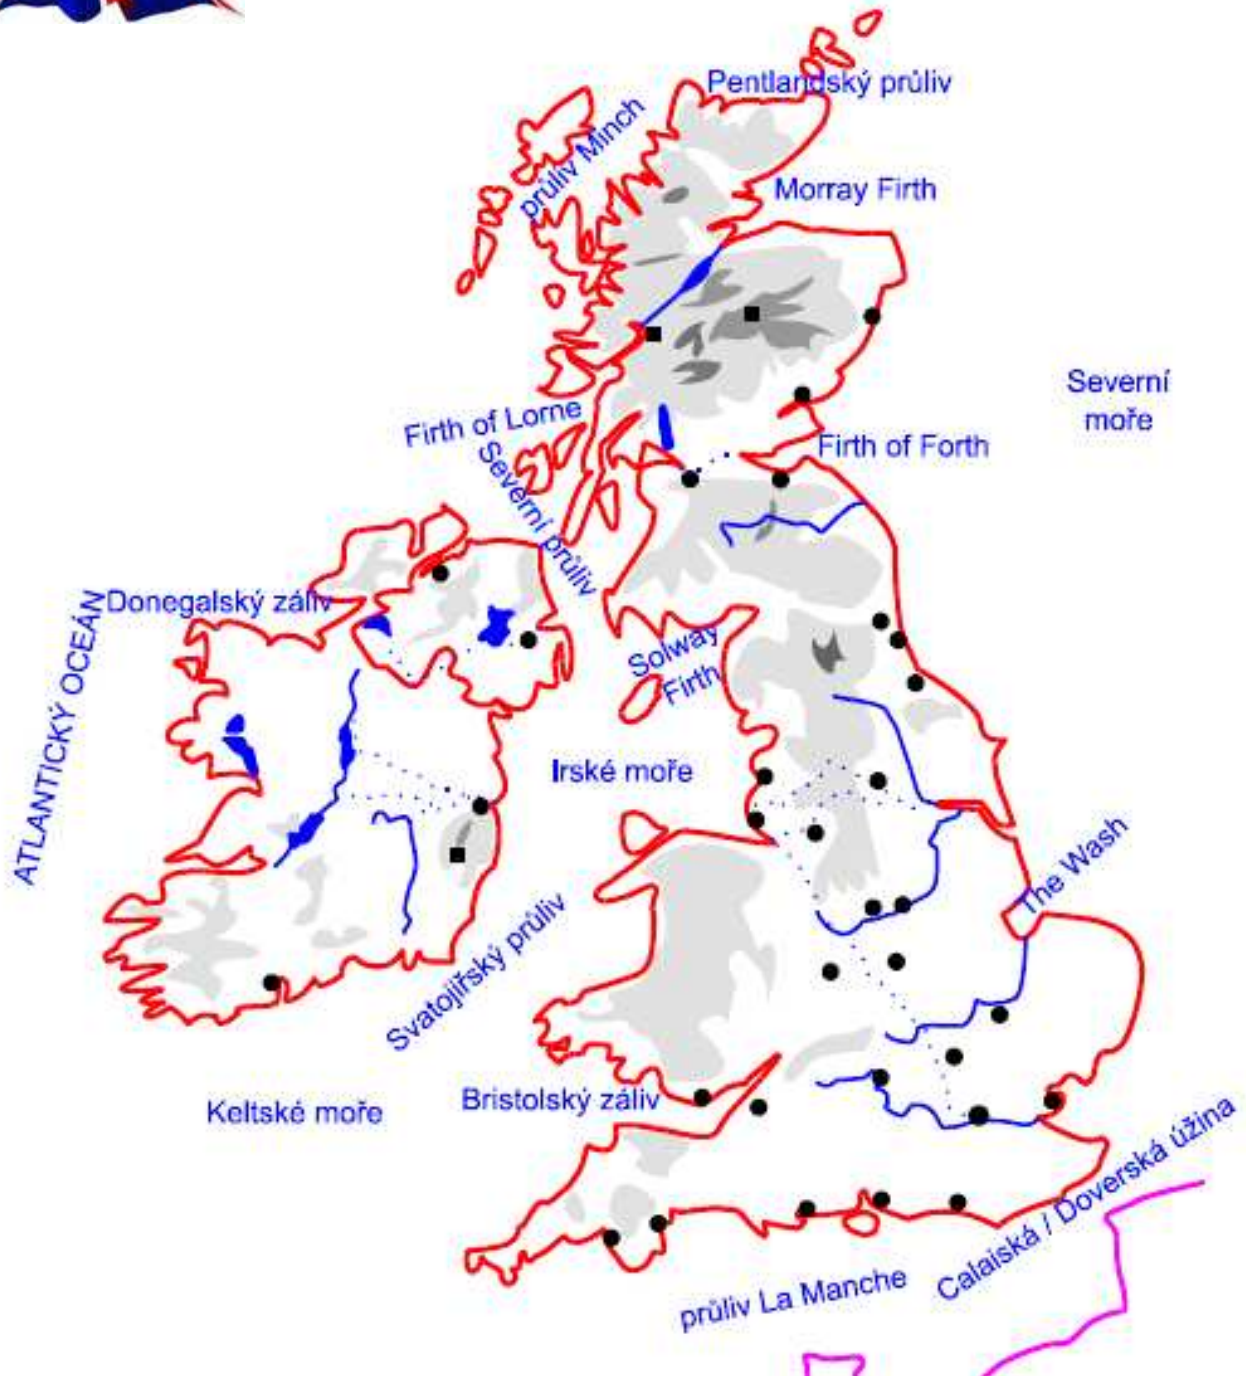 Pentlandský průliv
průliv Minch
Morray Firth
Severní
moře
Firth of Lorne
Firth of Forth
Severní průliv
Donegalský záliv
ATLANTICKÝ OCEÁN
Solway
Firth
Irské moře
The Wash
Svatojiřský průliv
Keltské moře
Bristolský záliv
Calaiská / Doverská úžina
průliv La Manche